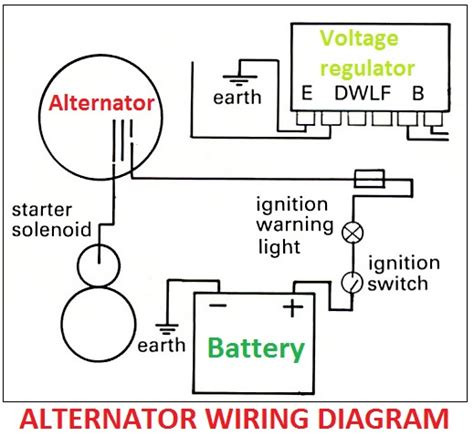 Voltage
regulator
Alternator
earth
E DWLF B
starter
solenoid
ignition
warning
light
ignition
switch
− +
earth
Battery
ALTERNATOR WIRING DIAGRAM